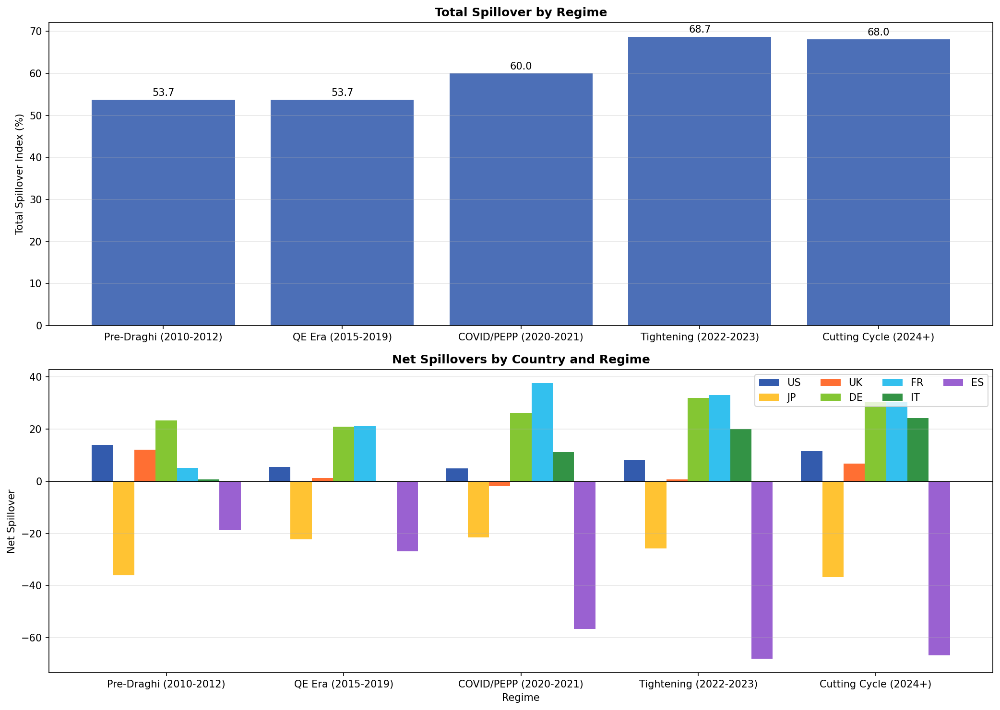 Total Spillover by Regime
Total Spillover Index (%)
70
60
50
40
30
20
10
0
53.7
53.7
60.0
68.7
68.0
Pre-Draghi (2010-2012)
QE Era (2015-2019)
COVID/PEPP (2020-2021)
Tightening (2022-2023)
Cutting Cycle (2024+)
Net Spillovers by Country and Regime
Net Spillover
40
20
0
−20
−40
−60
US
JP
UK
DE
FR
IT
ES
Pre-Draghi (2010-2012)
QE Era (2015-2019)
COVID/PEPP (2020-2021)
Tightening (2022-2023)
Cutting Cycle (2024+)
Regime